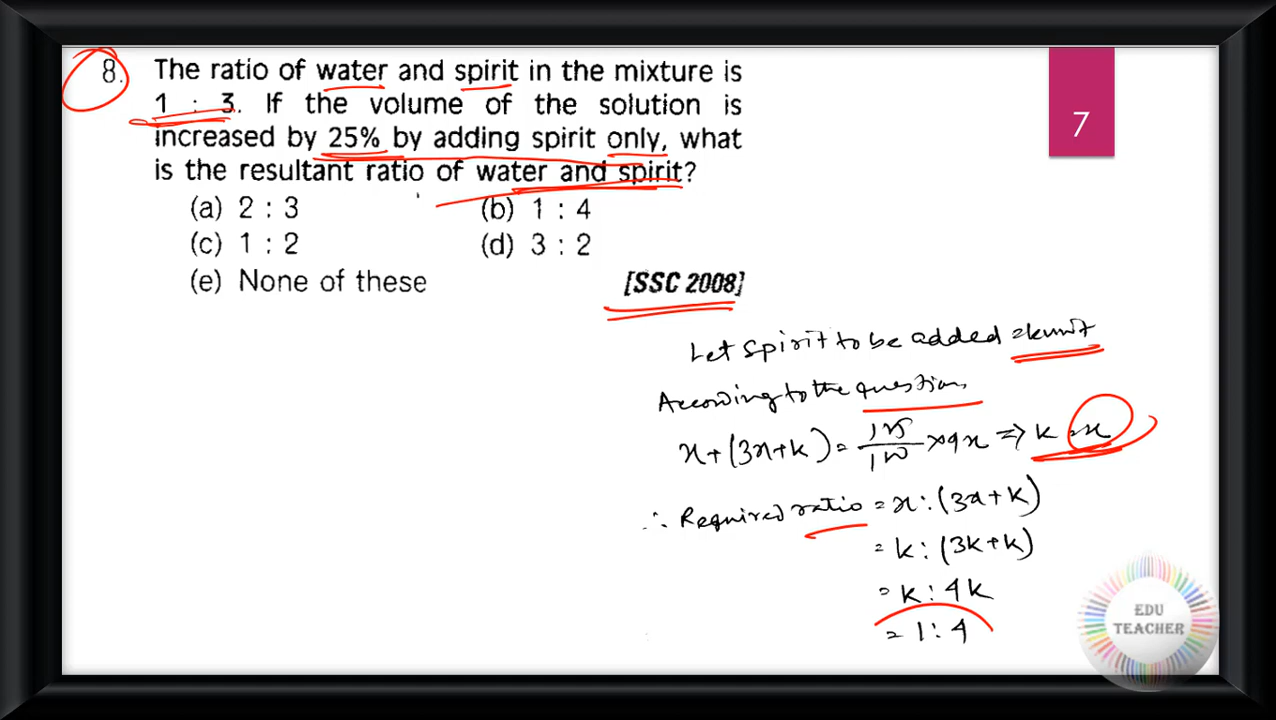 8. The ratio of water and spirit in the mixture is
1 : 3. If the volume of the solution is
increased by 25% by adding spirit only, what
is the resultant ratio of water and spirit?
(a) 2 : 3 (b) 1 : 4
(c) 1 : 2 (d) 3 : 2
(e) None of these [SSC 2008]
7
Let spirit to be added = k unit
According to the question,
x + (3x + k) = 125/100 × 4x ⇒ k = x
∴ Required ratio = x : (3x + k)
= k : (3k + k)
= k : 4k
= 1 : 4
EDU
TEACHER